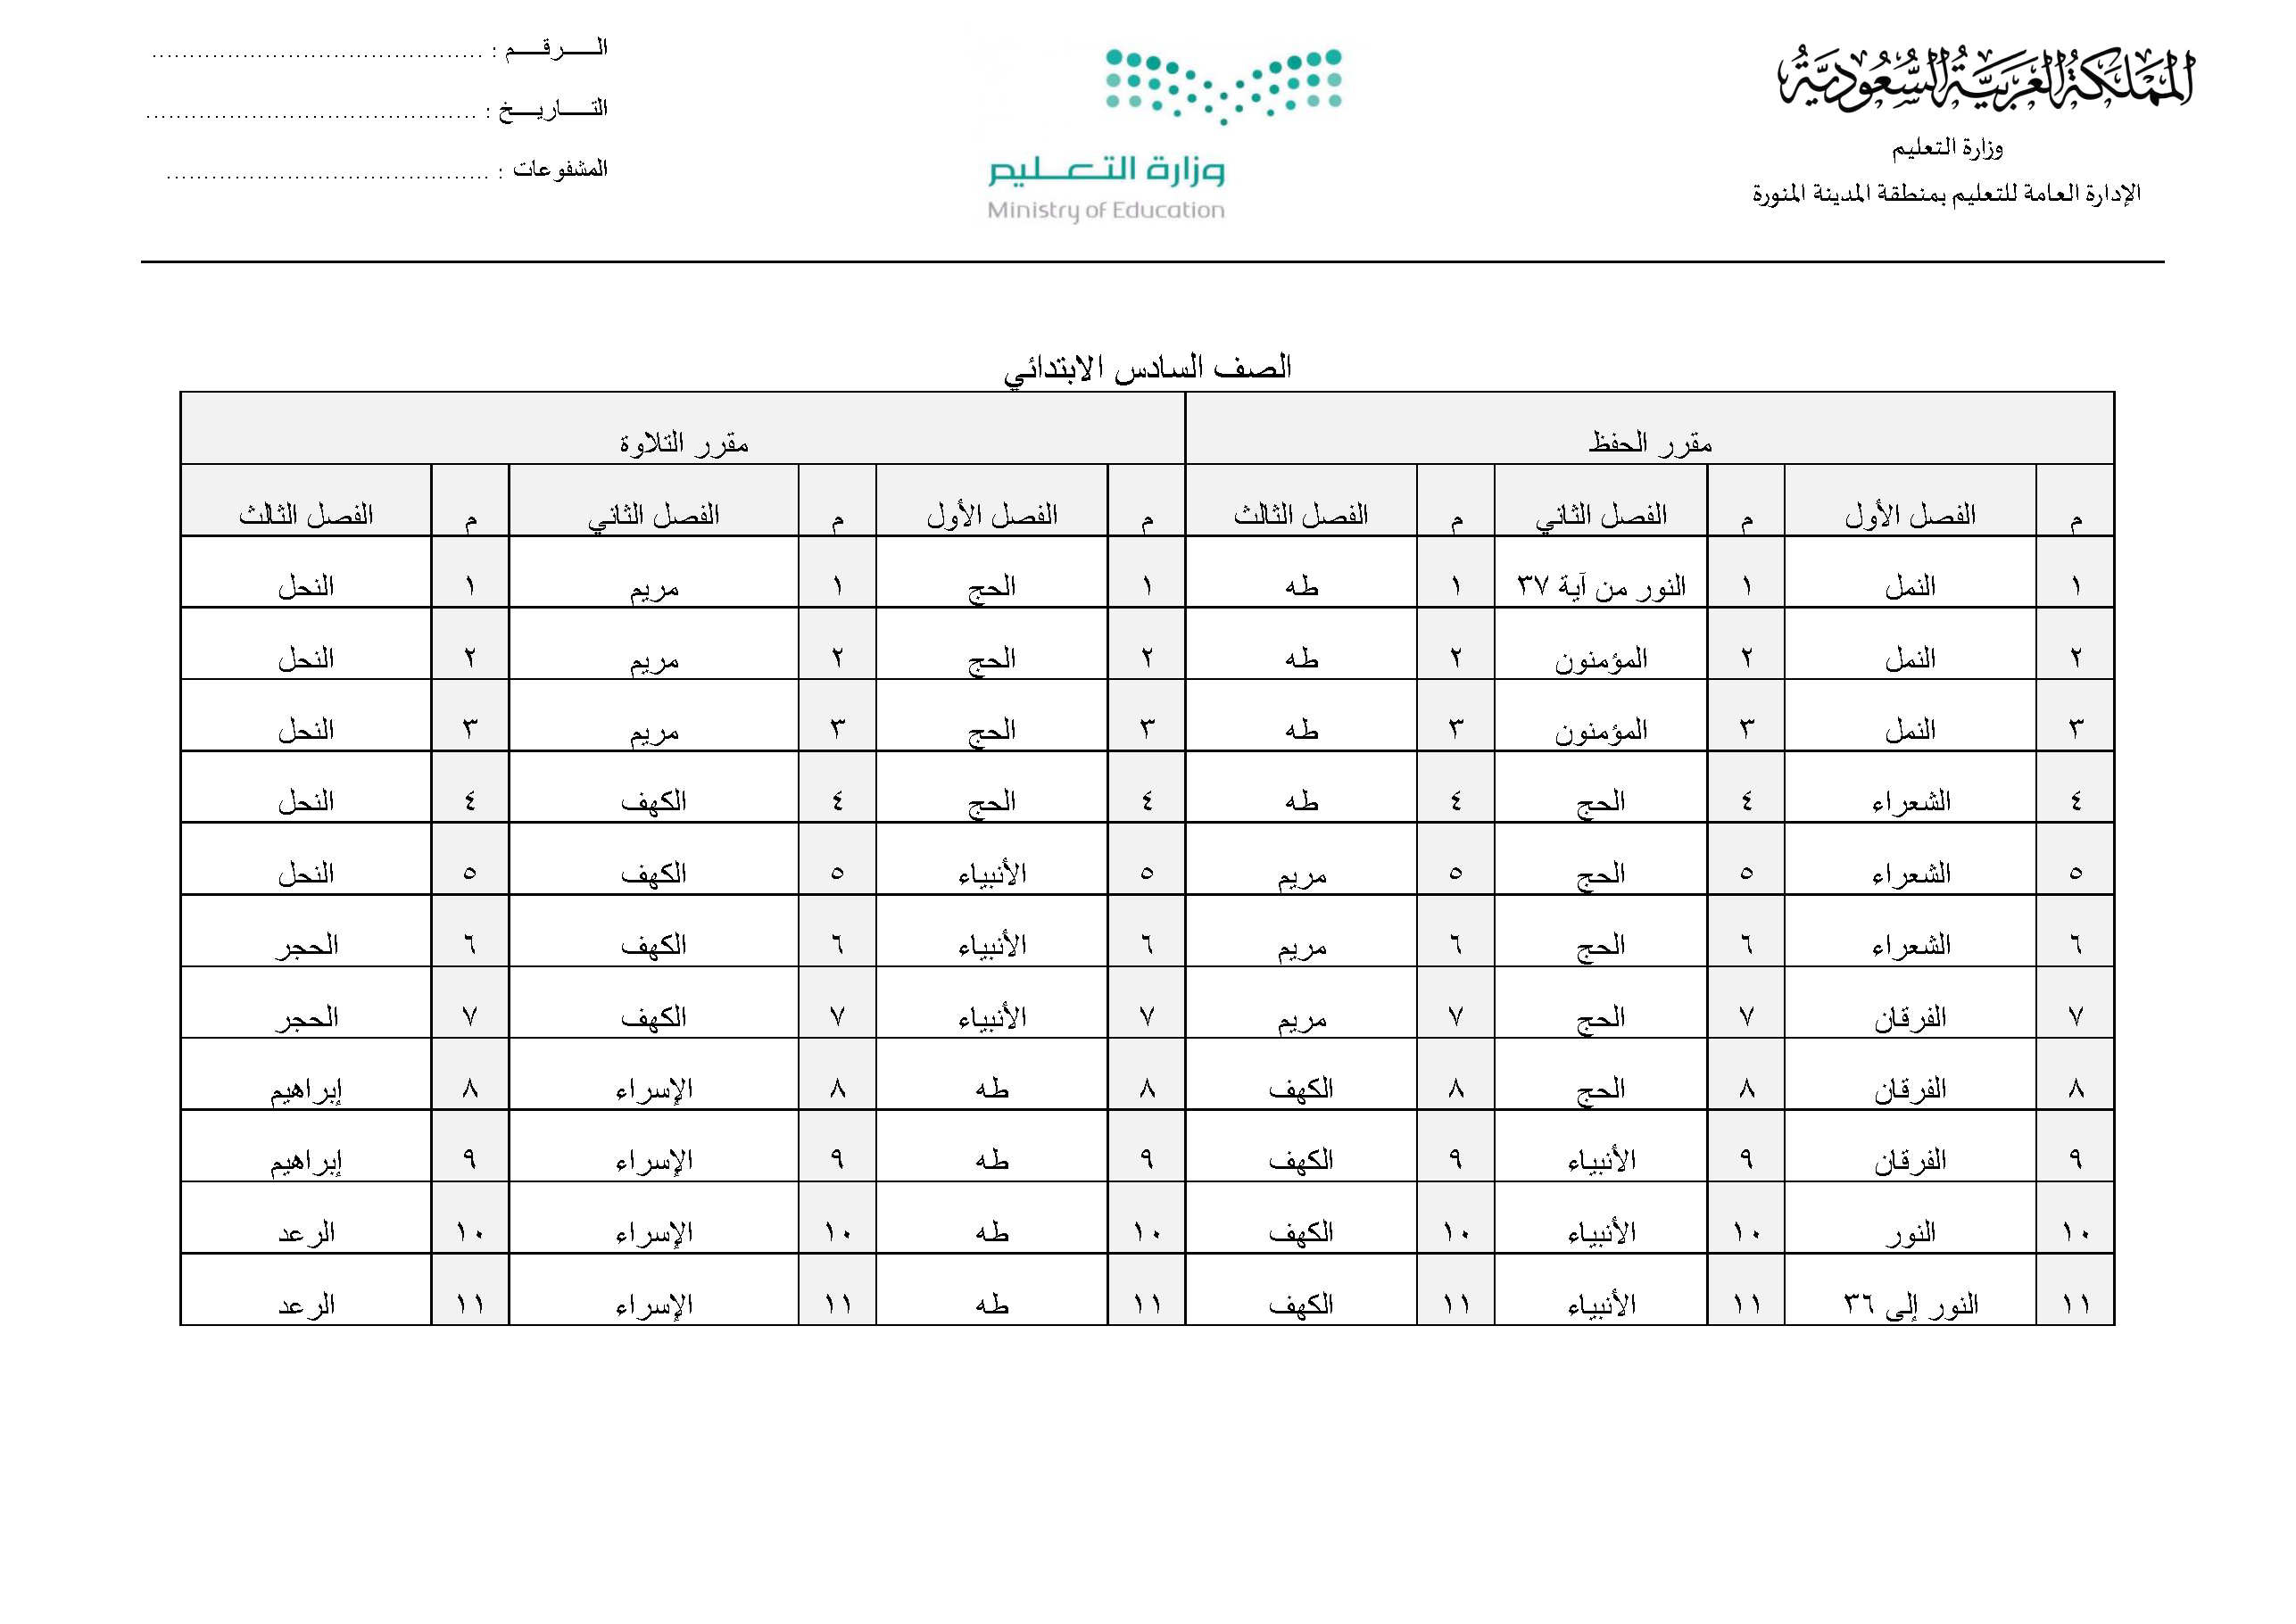 المملكة العربية السعودية
وزارة التعليم
الإدارة العامة للتعليم بمنطقة المدينة المنورة
وزارة التعليم
Ministry of Education
الـــرقـــم : ............................................
التـــاريـــخ : ............................................
المشفوعات : ...........................................
الصف السادس الابتدائي
مقرر الحفظ مقرر التلاوة
م الفصل الأول م الفصل الثاني م الفصل الثالث م الفصل الأول م الفصل الثاني م الفصل الثالث
١ النمل ١ النور من آية ٣٧ ١ طه ١ الحج ١ مريم ١ النحل
٢ النمل ٢ المؤمنون ٢ طه ٢ الحج ٢ مريم ٢ النحل
٣ النمل ٣ المؤمنون ٣ طه ٣ الحج ٣ مريم ٣ النحل
٤ الشعراء ٤ الحج ٤ طه ٤ الحج ٤ الكهف ٤ النحل
٥ الشعراء ٥ الحج ٥ مريم ٥ الأنبياء ٥ الكهف ٥ النحل
٦ الشعراء ٦ الحج ٦ مريم ٦ الأنبياء ٦ الكهف ٦ الحجر
٧ الفرقان ٧ الحج ٧ مريم ٧ الأنبياء ٧ الكهف ٧ الحجر
٨ الفرقان ٨ الحج ٨ الكهف ٨ طه ٨ الإسراء ٨ إبراهيم
٩ الفرقان ٩ الأنبياء ٩ الكهف ٩ طه ٩ الإسراء ٩ إبراهيم
١٠ النور ١٠ الأنبياء ١٠ الكهف ١٠ طه ١٠ الإسراء ١٠ الرعد
١١ النور إلى ٣٦ ١١ الأنبياء ١١ الكهف ١١ طه ١١ الإسراء ١١ الرعد